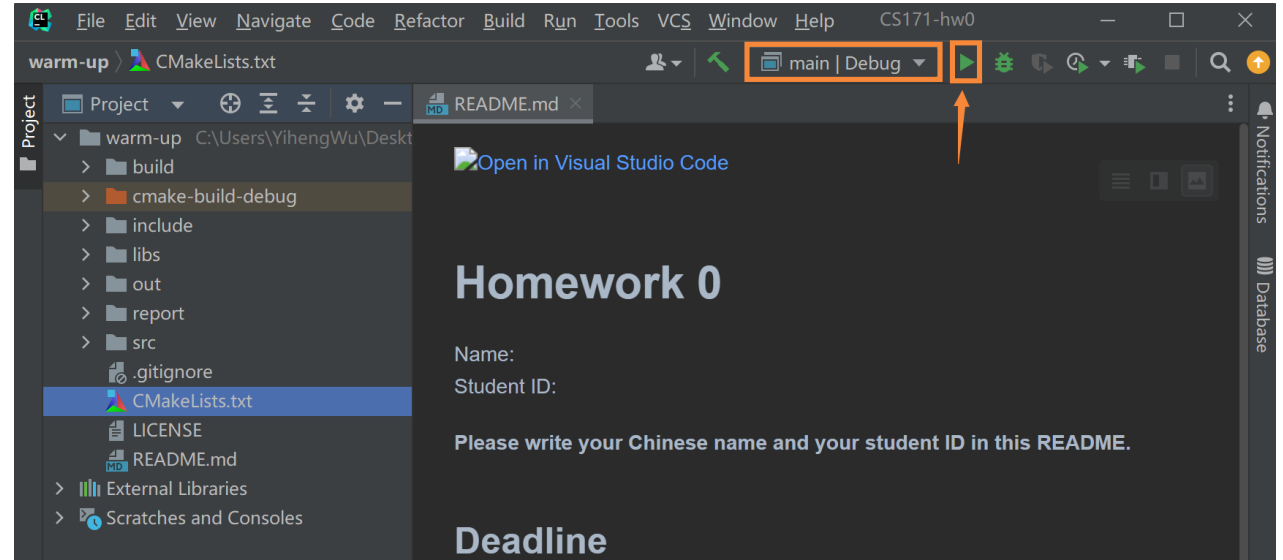 CL File Edit View Navigate Code Refactor Build Run Tools VCS Window Help CS171-hw0
warm-up CMakeLists.txt main | Debug
Project
Project
MD README.md
warm-up C:\Users\YihengWu\Deskt
build
cmake-build-debug
include
libs
out
report
src
.gitignore
CMakeLists.txt
LICENSE
MD README.md
External Libraries
Scratches and Consoles
Open in Visual Studio Code
Homework 0
Name:
Student ID:
Please write your Chinese name and your student ID in this README.
Deadline
Notifications
Database